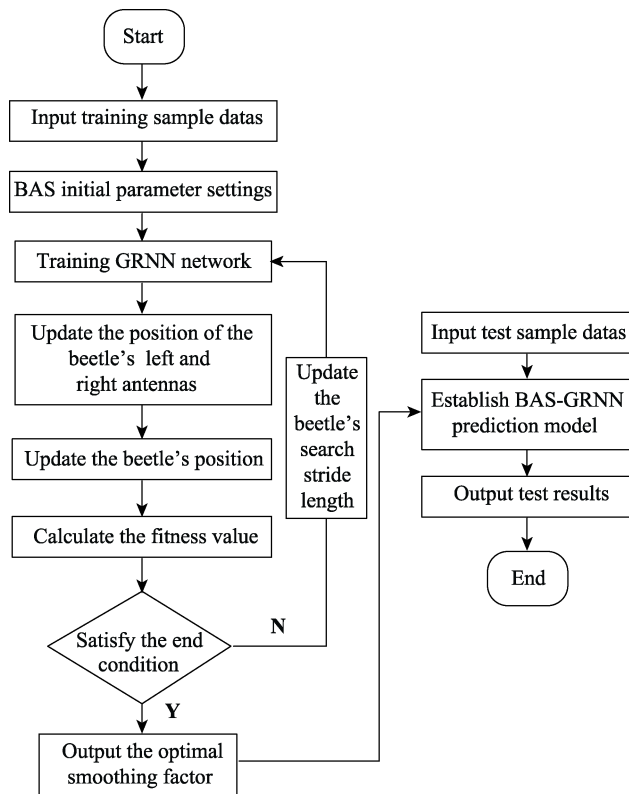 Start
Input training sample datas
BAS initial parameter settings
Training GRNN network
Update the position of the
beetle's left and
right antennas
Update the beetle's position
Calculate the fitness value
Satisfy the end
condition
N
Y
Output the optimal
smoothing factor
Update
the
beetle's
search
stride
length
Input test sample datas
Establish BAS-GRNN
prediction model
Output test results
End